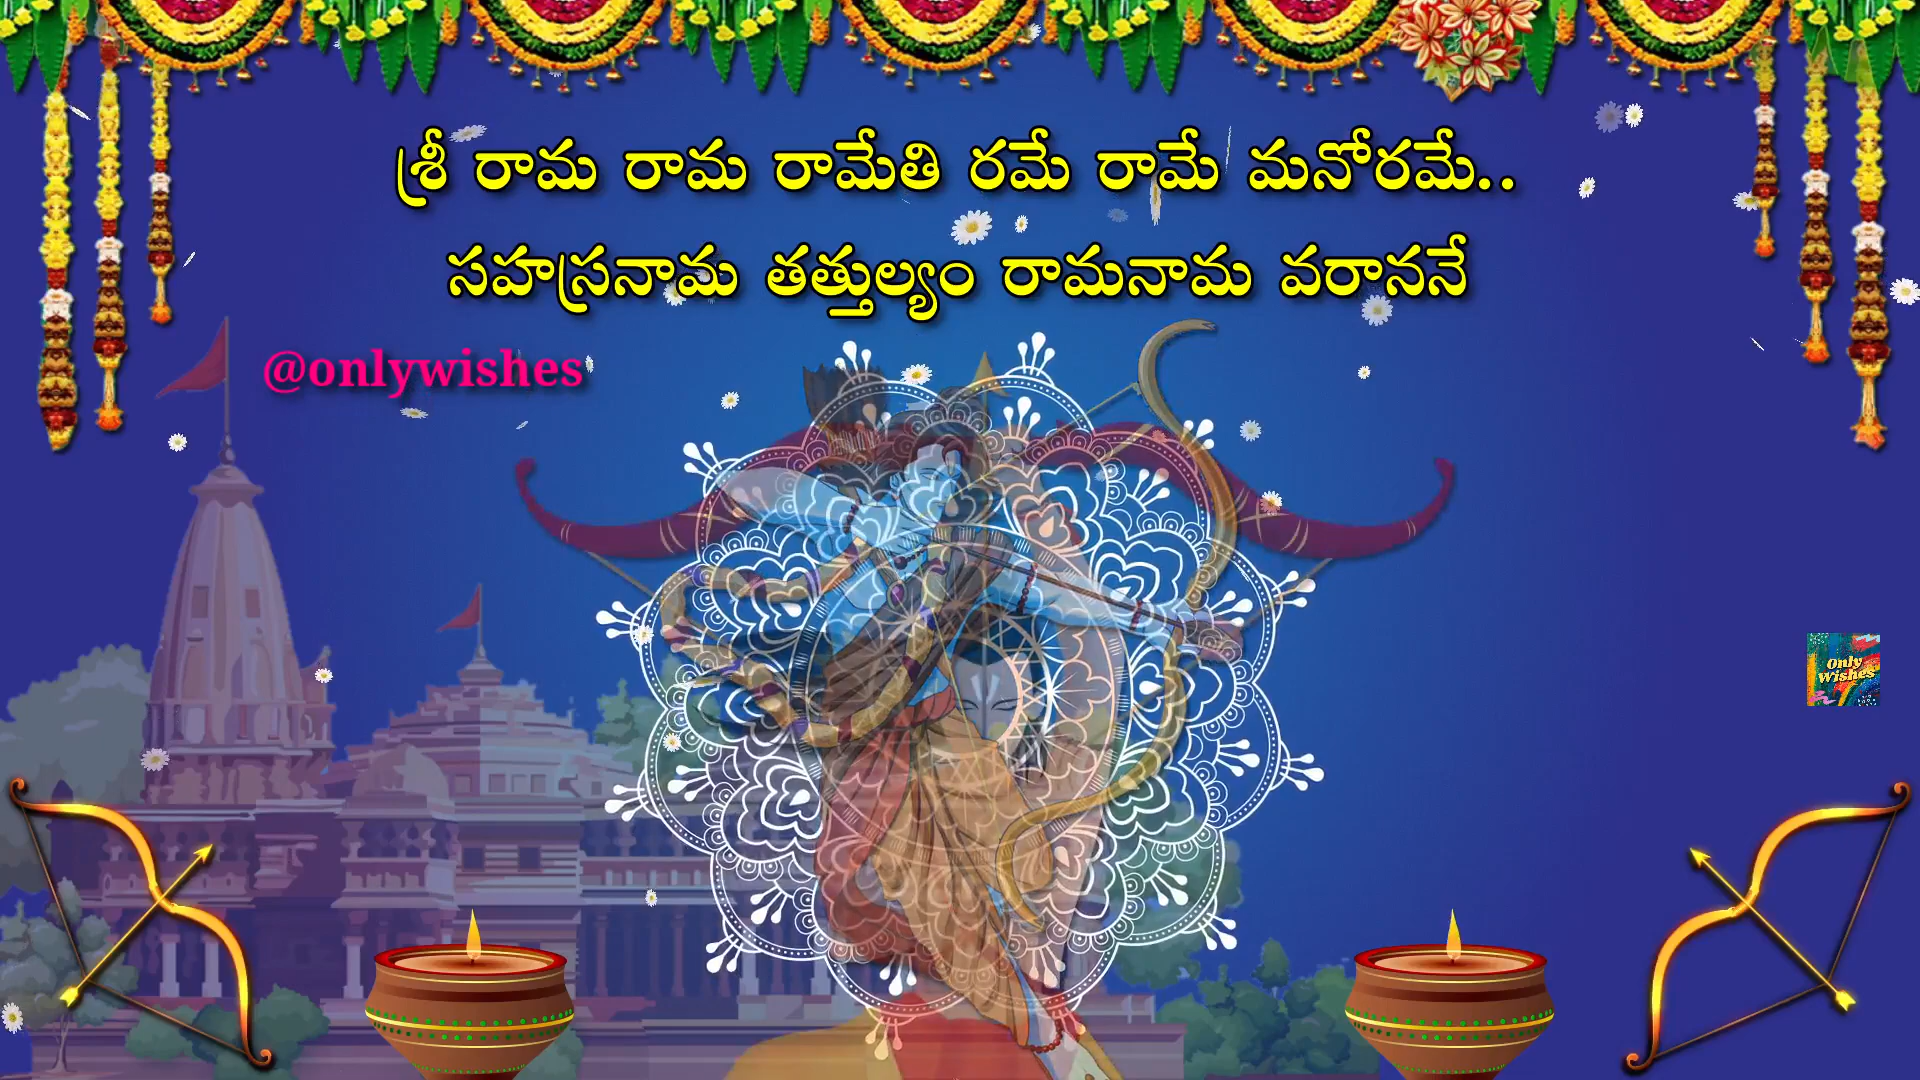 శ్రీ రామ రామ రామేతి రమే రామే మనోరమే..
సహస్రనామ తత్తుల్యం రామనామ వరాననే
@onlywishes
Only
Wishes